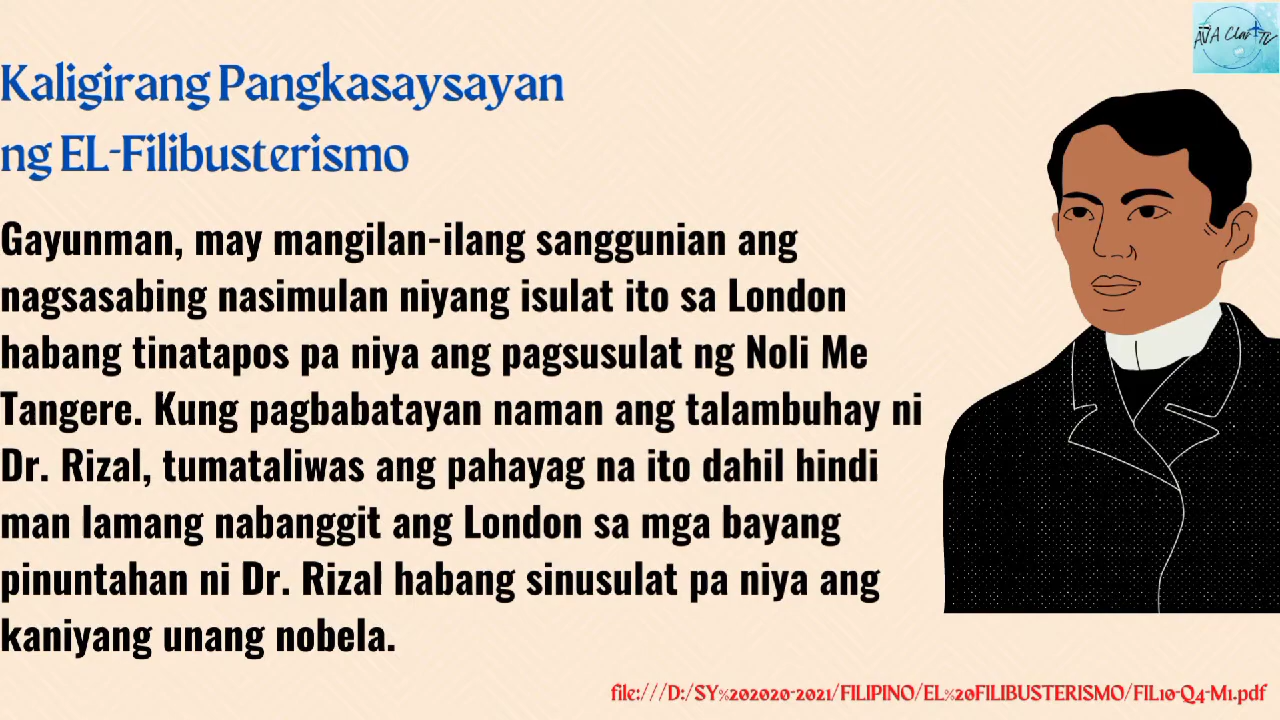 Kaligirang Pangkasaysayan
ng EL-Filibusterismo
Gayunman, may mangilan-ilang sanggunian ang
nagsasabing nasimulan niyang isulat ito sa London
habang tinatapos pa niya ang pagsusulat ng Noli Me
Tangere. Kung pagbabatayan naman ang talambuhay ni
Dr. Rizal, tumataliwas ang pahayag na ito dahil hindi
man lamang nabanggit ang London sa mga bayang
pinuntahan ni Dr. Rizal habang sinusulat pa niya ang
kaniyang unang nobela.
file:///D:/SY%202020-2021/FILIPINO/EL%20FILIBUSTERISMO/FIL10-Q4-M1.pdf